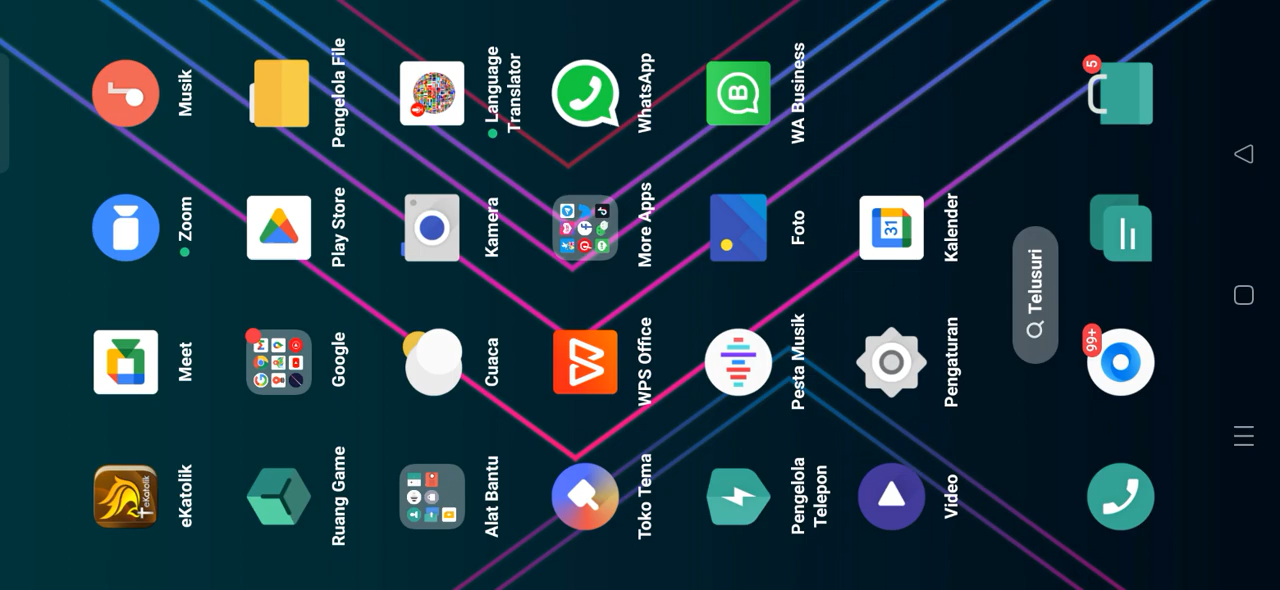 eKatolik
eKatolik
Meet
Zoom
Musik
Ruang Game
Google
Play Store
Pengelola File
Alat Bantu
Cuaca
Kamera
Language
Translator
Toko Tema
WPS Office
More Apps
WhatsApp
B
Pengelola
Telepon
Pesta Musik
Foto
WA Business
31
Video
Pengaturan
Kalender
Telusuri
99+
5